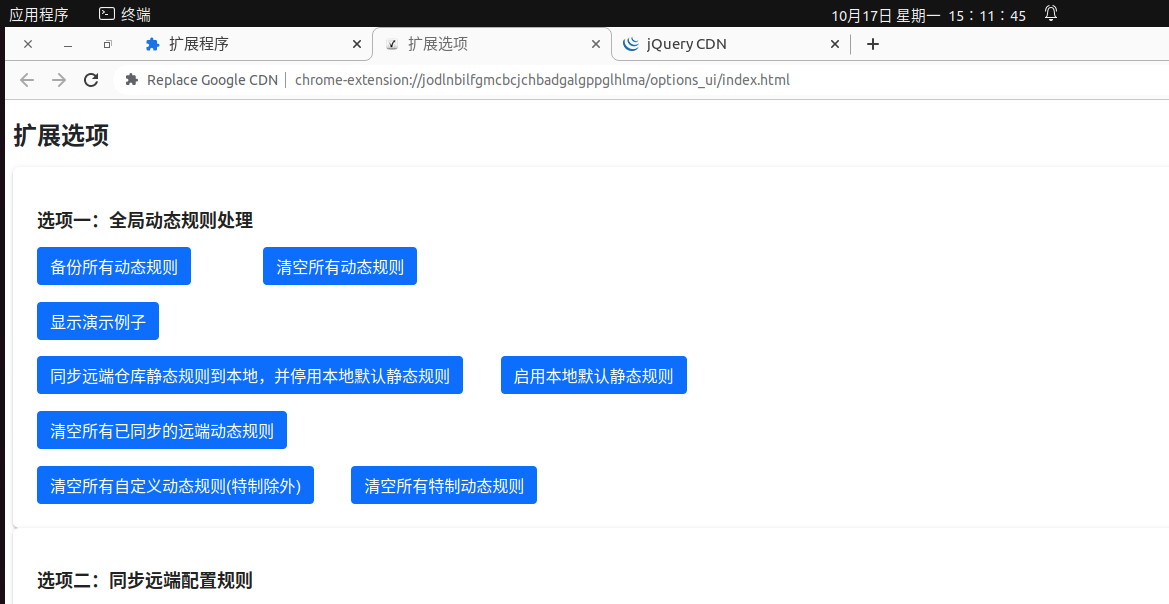 应用程序 终端 10月17日 星期一 15：11：45
扩展程序 扩展选项 jQuery CDN
Replace Google CDN chrome-extension://jodlnbilfgmcbcjchbadgalgppglhlma/options_ui/index.html
扩展选项
选项一：全局动态规则处理
备份所有动态规则 清空所有动态规则
显示演示例子
同步远端仓库静态规则到本地，并停用本地默认静态规则 启用本地默认静态规则
清空所有已同步的远端动态规则
清空所有自定义动态规则(特制除外) 清空所有特制动态规则
选项二：同步远端配置规则